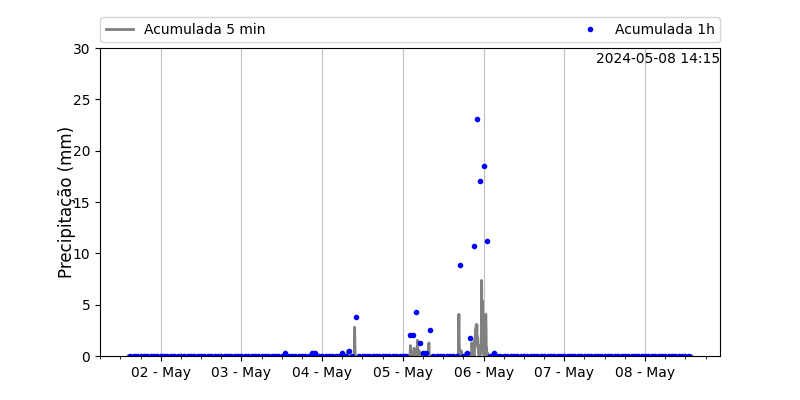 Acumulada 5 min
Acumulada 1h
2024-05-08 14:15
Precipitação (mm)
30
25
20
15
10
5
0
02 - May
03 - May
04 - May
05 - May
06 - May
07 - May
08 - May